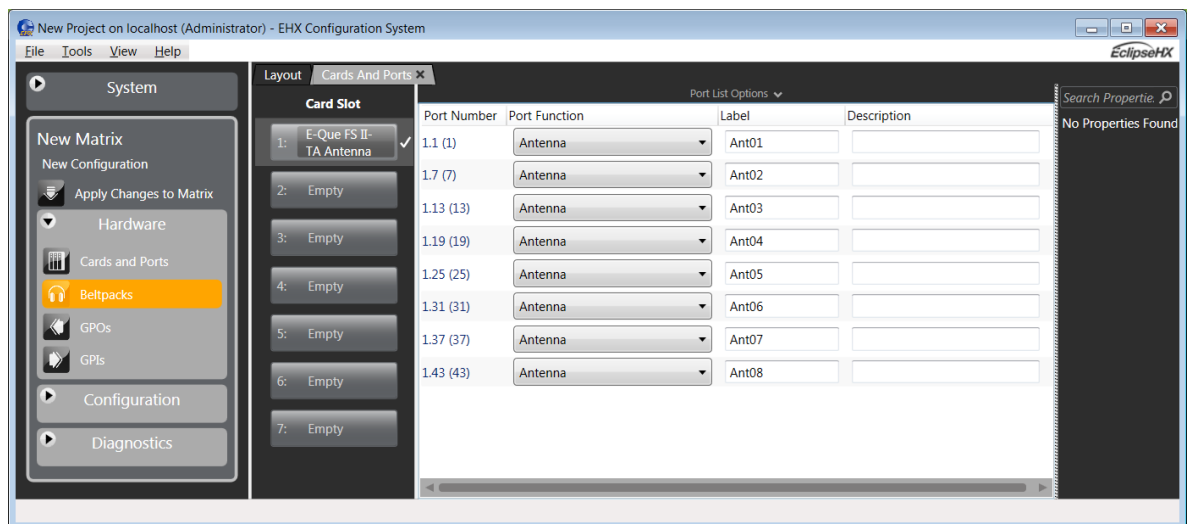 New Project on localhost (Administrator) - EHX Configuration System
File Tools View Help
EclipseHX
System
New Matrix
New Configuration
Apply Changes to Matrix
Hardware
Cards and Ports
Beltpacks
GPOs
GPIs
Configuration
Diagnostics
Layout Cards And Ports
Card Slot
1: E-Que FS II-
TA Antenna
2: Empty
3: Empty
4: Empty
5: Empty
6: Empty
7: Empty
Port List Options
Port Number Port Function Label Description
1.1 (1) Antenna Ant01
1.7 (7) Antenna Ant02
1.13 (13) Antenna Ant03
1.19 (19) Antenna Ant04
1.25 (25) Antenna Ant05
1.31 (31) Antenna Ant06
1.37 (37) Antenna Ant07
1.43 (43) Antenna Ant08
Search Propertie.
No Properties Found